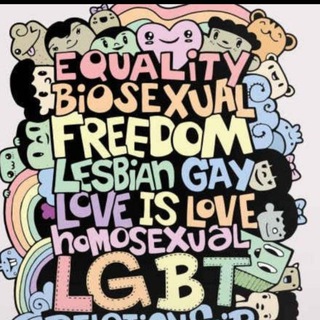 EQUALITY
BiOSEXUAL
FREEDOM
LESBiAn GAY
LOVE iS LOVE
hOMOSEXUAL
LGBT